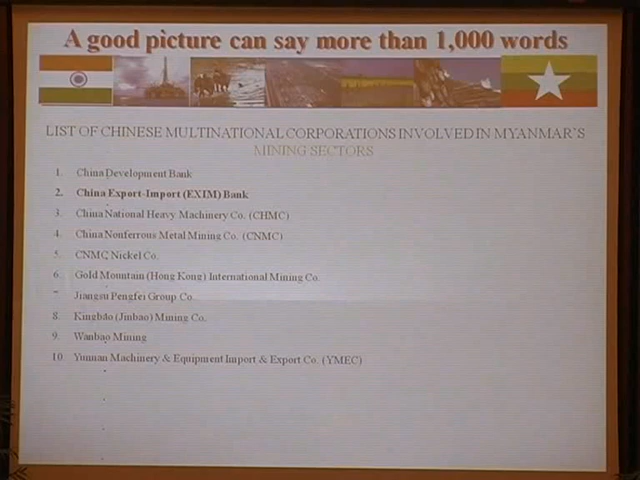 A good picture can say more than 1,000 words
LIST OF CHINESE MULTINATIONAL CORPORATIONS INVOLVED IN MYANMAR'S
MINING SECTORS
1. China Development Bank
2. China Export-Import (EXIM) Bank
3. China National Heavy Machinery Co. (CHMC)
4. China Nonferrous Metal Mining Co. (CNMC)
5. CNMC Nickel Co.
6. Gold Mountain (Hong Kong) International Mining Co.
7 Jiangsu Pengfei Group Co.
8. Kingbao (Jinbao) Mining Co.
9. Wanbao Mining
10. Yunnan Machinery & Equipment Import & Export Co. (YMEC)